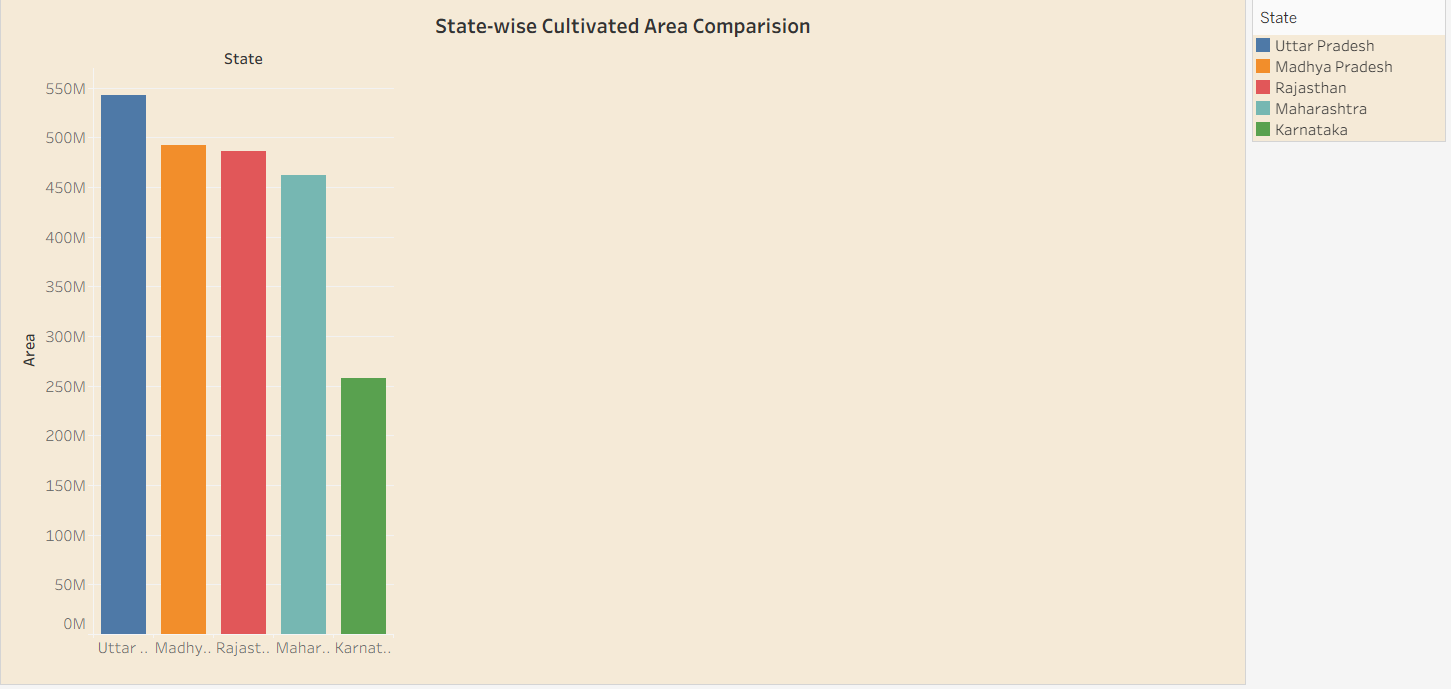 State-wise Cultivated Area Comparision
State
550M
500M
450M
400M
350M
300M
250M
200M
150M
100M
50M
0M
Area
Uttar .. Madhy.. Rajast.. Mahar.. Karnat..
State
Uttar Pradesh
Madhya Pradesh
Rajasthan
Maharashtra
Karnataka